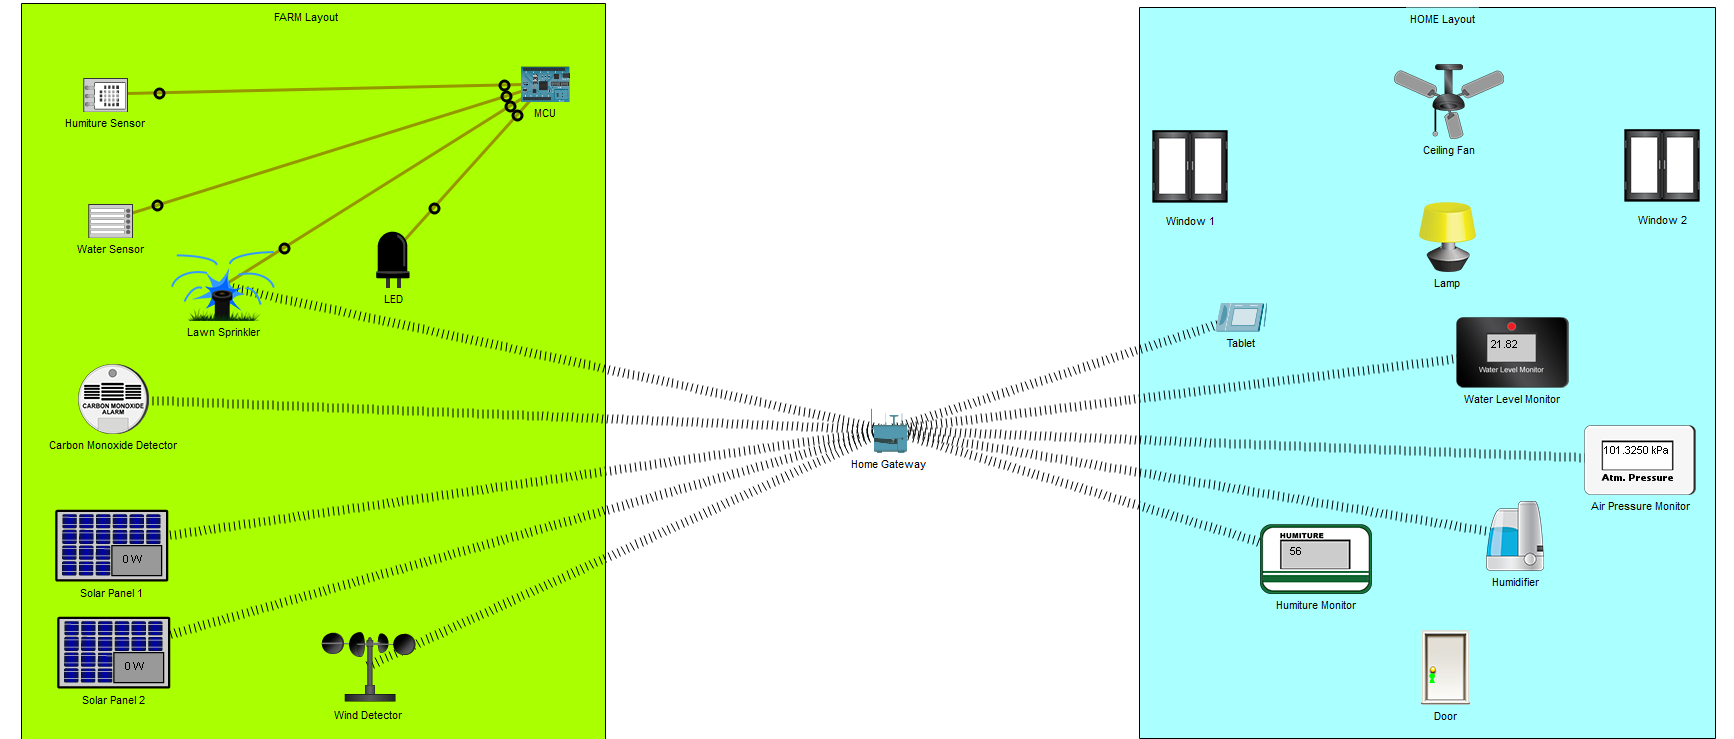 FARM Layout
Humiture Sensor
MCU
Water Sensor
LED
Lawn Sprinkler
CARBON MONOXIDE
ALARM
Carbon Monoxide Detector
0 W
Solar Panel 1
0 W
Solar Panel 2
Wind Detector
Home Gateway
HOME Layout
Ceiling Fan
Window 1
Window 2
Lamp
Tablet
21.82
Water Level Monitor
Water Level Monitor
101.3250 kPa
Atm. Pressure
Air Pressure Monitor
HUMITURE
56
Humiture Monitor
Humidifier
Door